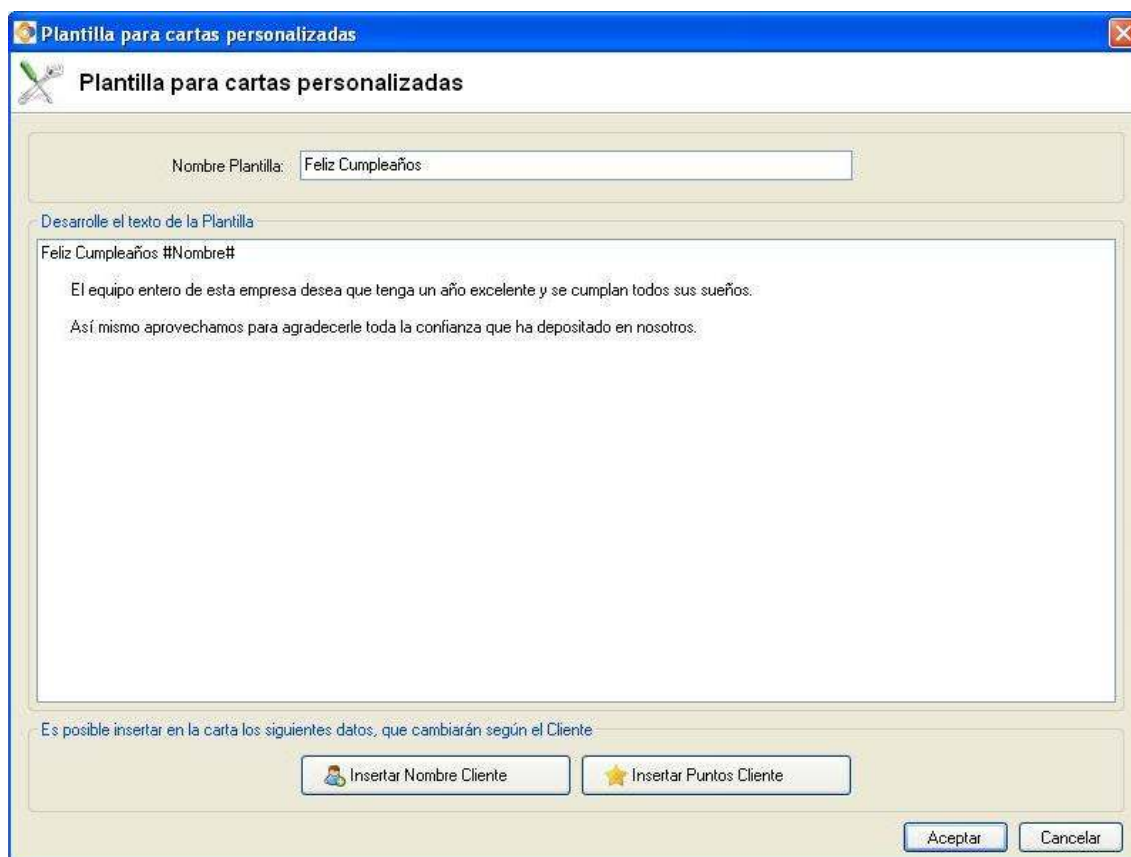 Plantilla para cartas personalizadas
Plantilla para cartas personalizadas
Nombre Plantilla: Feliz Cumpleaños
Desarrolle el texto de la Plantilla
Feliz Cumpleaños #Nombre#
El equipo entero de esta empresa desea que tenga un año excelente y se cumplan todos sus sueños.
Así mismo aprovechamos para agradecerle toda la confianza que ha depositado en nosotros.
Es posible insertar en la carta los siguientes datos, que cambiarán según el Cliente
Insertar Nombre Cliente Insertar Puntos Cliente
Aceptar Cancelar